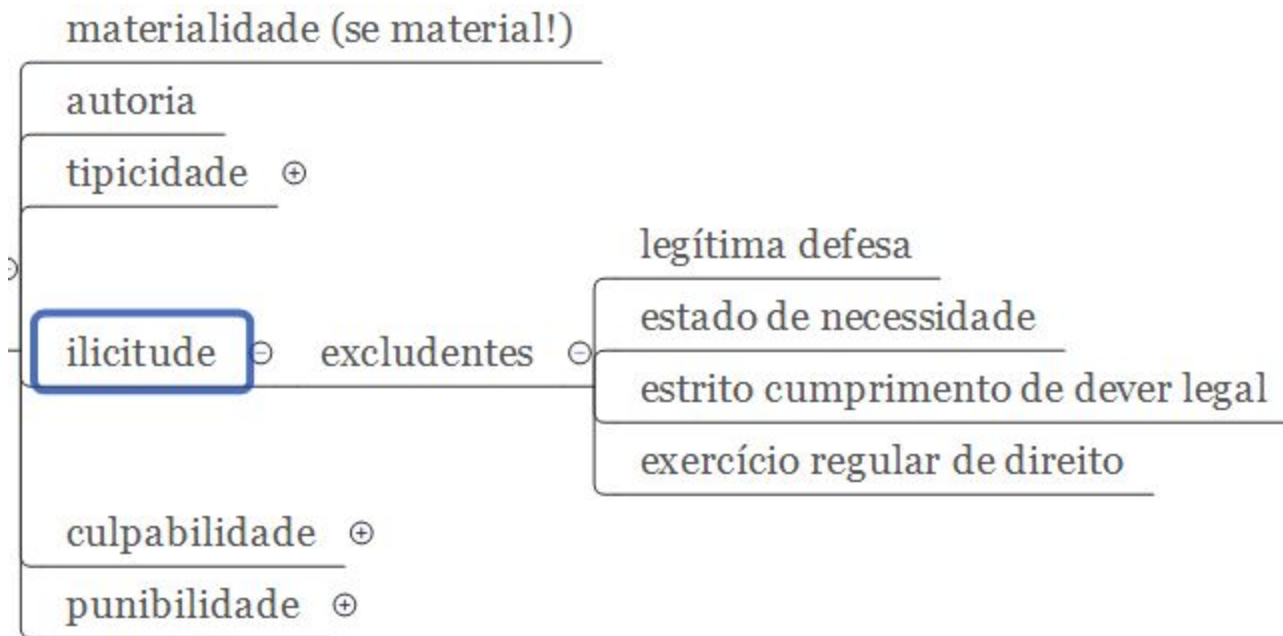 materialidade (se material!)
autoria
tipicidade
legítima defesa
estado de necessidade
ilicitude excludentes
estrito cumprimento de dever legal
exercício regular de direito
culpabilidade
punibilidade